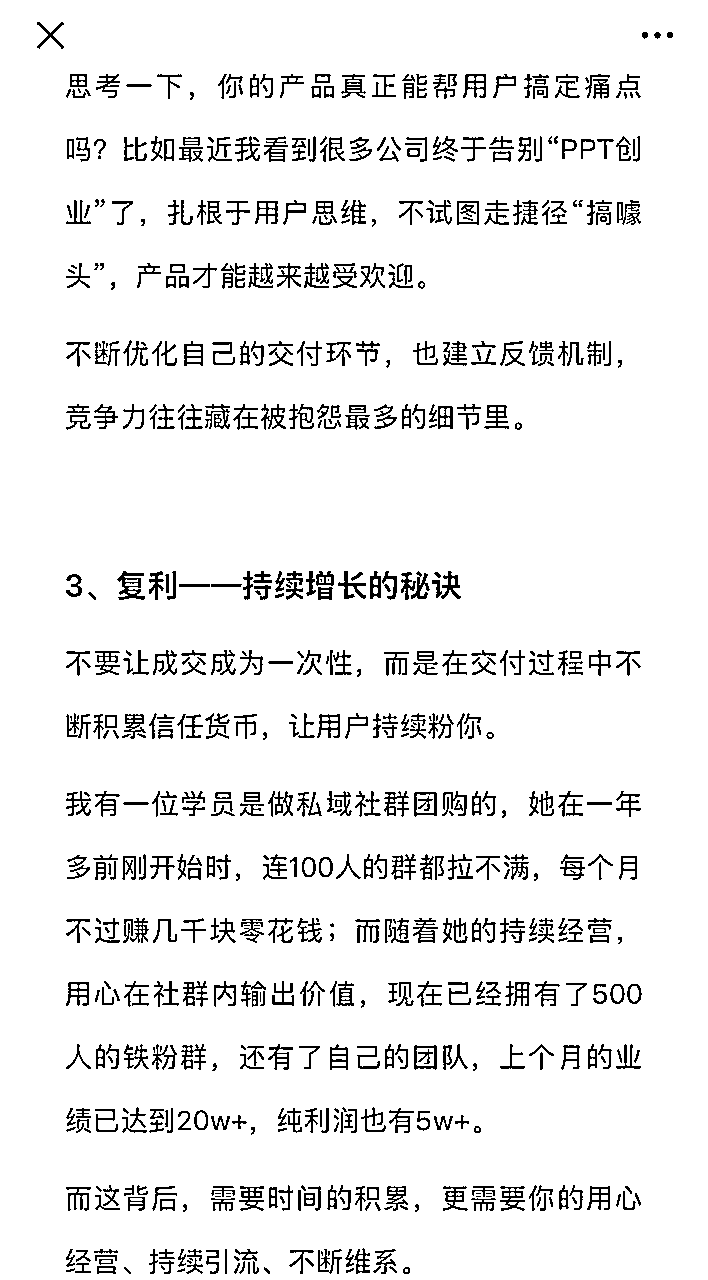 思考一下，你的产品真正能帮用户搞定痛点
吗？比如最近我看到很多公司终于告别“PPT创
业”了，扎根于用户思维，不试图走捷径“搞噱
头”，产品才能越来越受欢迎。
不断优化自己的交付环节，也建立反馈机制，
竞争力往往藏在被抱怨最多的细节里。
3、复利——持续增长的秘诀
不要让成交成为一次性，而是在交付过程中不
断积累信任货币，让用户持续粉你。
我有一位学员是做私域社群团购的，她在一年
多前刚开始时，连100人的群都拉不满，每个月
不过赚几千块零花钱；而随着她的持续经营，
用心在社群内输出价值，现在已经拥有了500
人的铁粉群，还有了自己的团队，上个月的业
绩已达到20w+，纯利润也有5w+。
而这背后，需要时间的积累，更需要你的用心
经营、持续引流、不断维系。